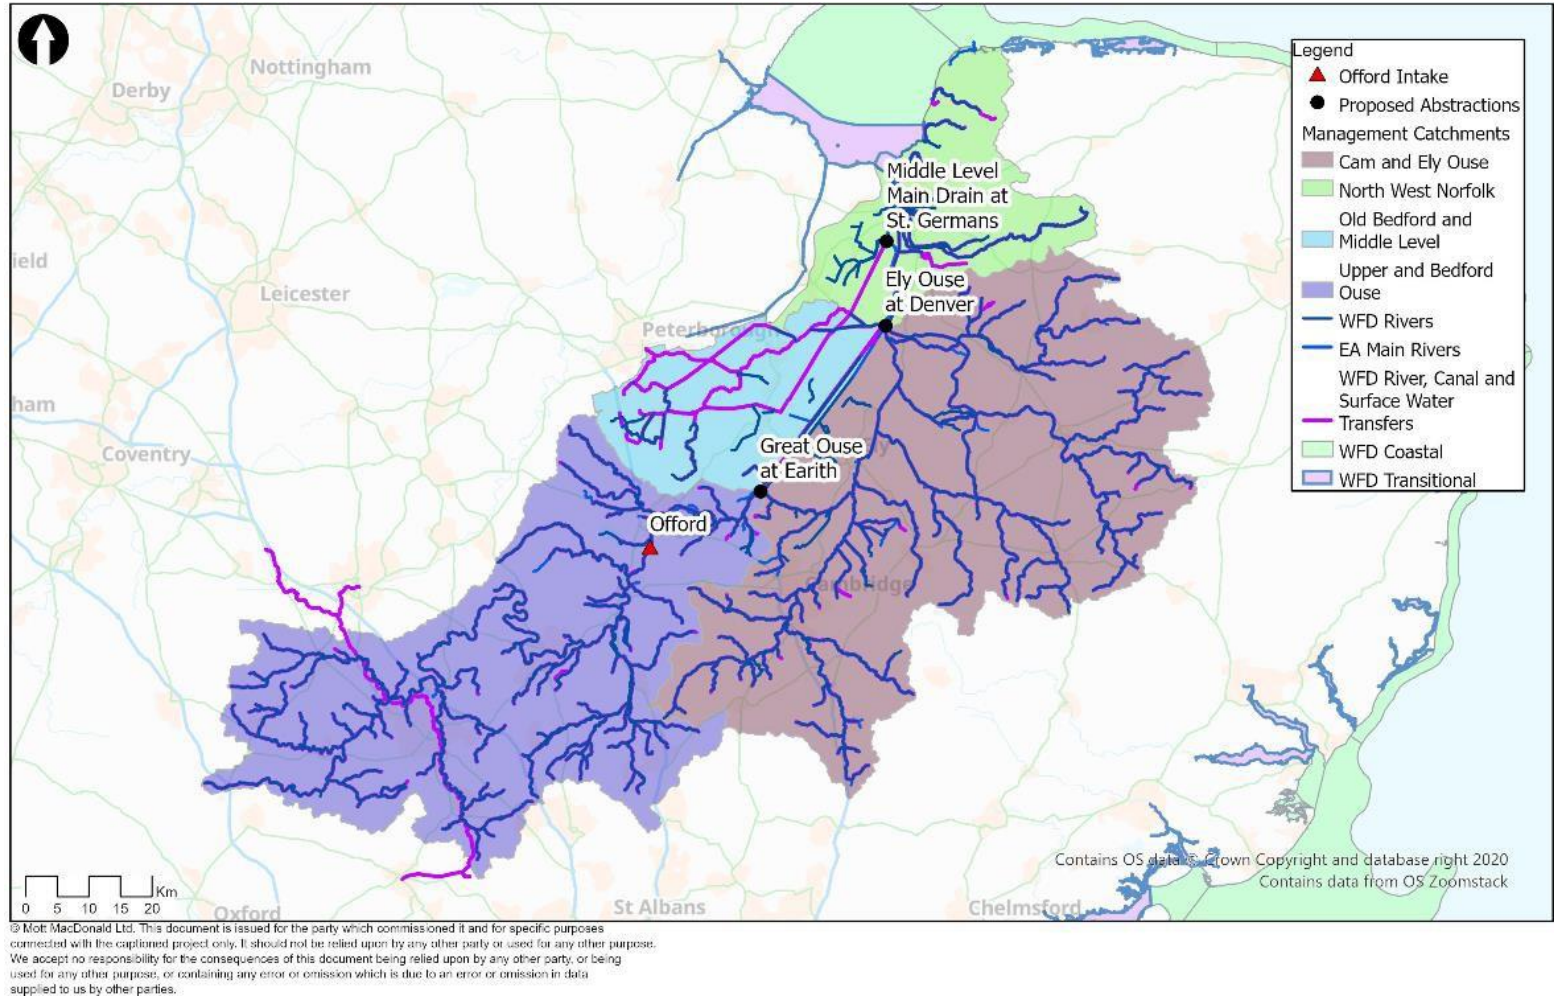 Nottingham
Derby
ield
Leicester
Peterborough
ham
Coventry
Cambridge
Oxford
St Albans
Chelmsford
Middle Level
Main Drain at
St. Germans
Ely Ouse
at Denver
Great Ouse
at Earith
Offord
Legend
Offord Intake
Proposed Abstractions
Management Catchments
Cam and Ely Ouse
North West Norfolk
Old Bedford and
Middle Level
Upper and Bedford
Ouse
WFD Rivers
EA Main Rivers
WFD River, Canal and
Surface Water
Transfers
WFD Coastal
WFD Transitional
Km
0 5 10 15 20
Contains OS data © Crown Copyright and database right 2020
Contains data from OS Zoomstack
© Mott MacDonald Ltd. This document is issued for the party which commissioned it and for specific purposes
connected with the captioned project only. It should not be relied upon by any other party or used for any other purpose.
We accept no responsibility for the consequences of this document being relied upon by any other party, or being
used for any other purpose, or containing any error or omission which is due to an error or omission in data
supplied to us by other parties.